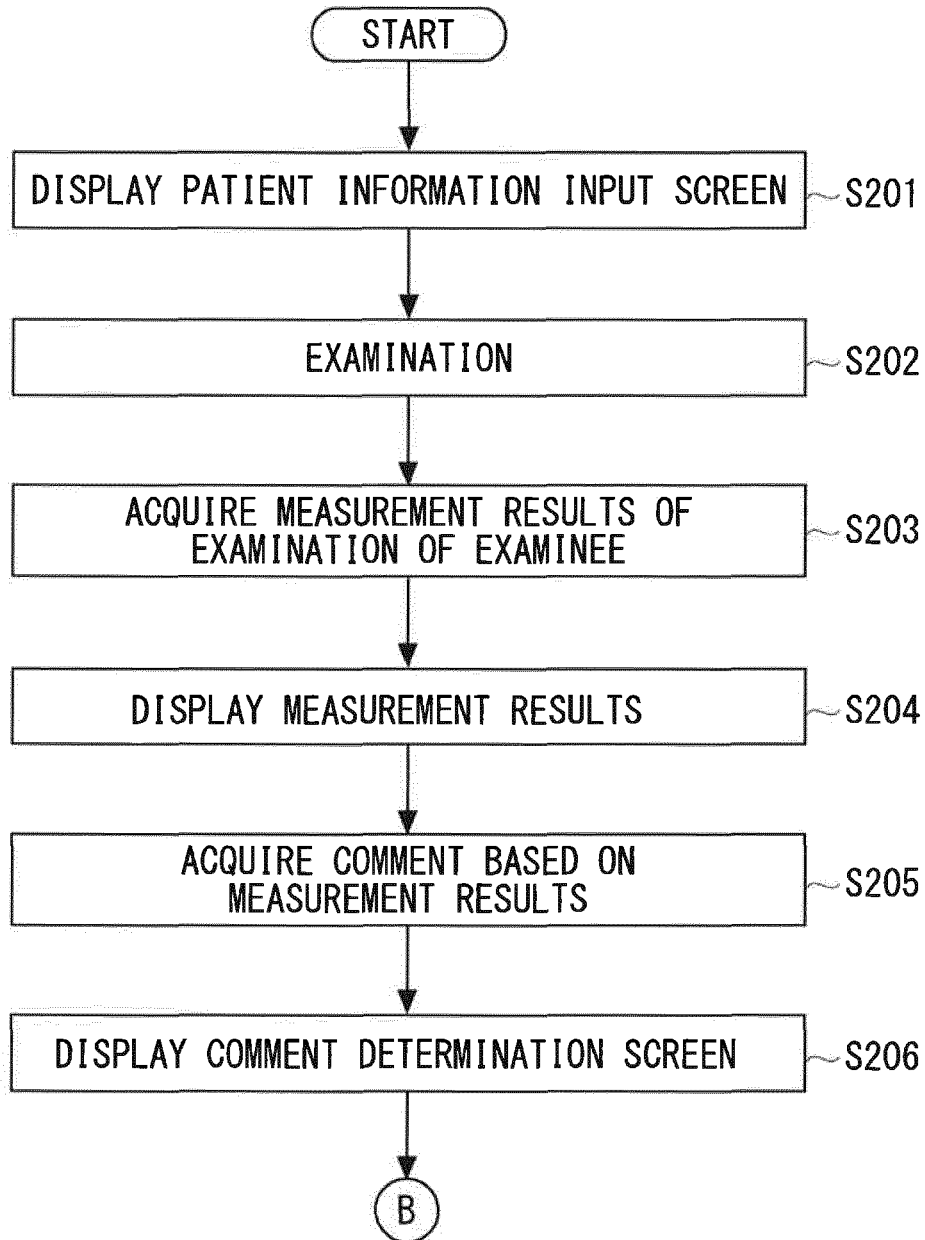 START
DISPLAY PATIENT INFORMATION INPUT SCREEN
S201
EXAMINATION
S202
ACQUIRE MEASUREMENT RESULTS OF
EXAMINATION OF EXAMINEE
S203
DISPLAY MEASUREMENT RESULTS
S204
ACQUIRE COMMENT BASED ON
MEASUREMENT RESULTS
S205
DISPLAY COMMENT DETERMINATION SCREEN
S206
B